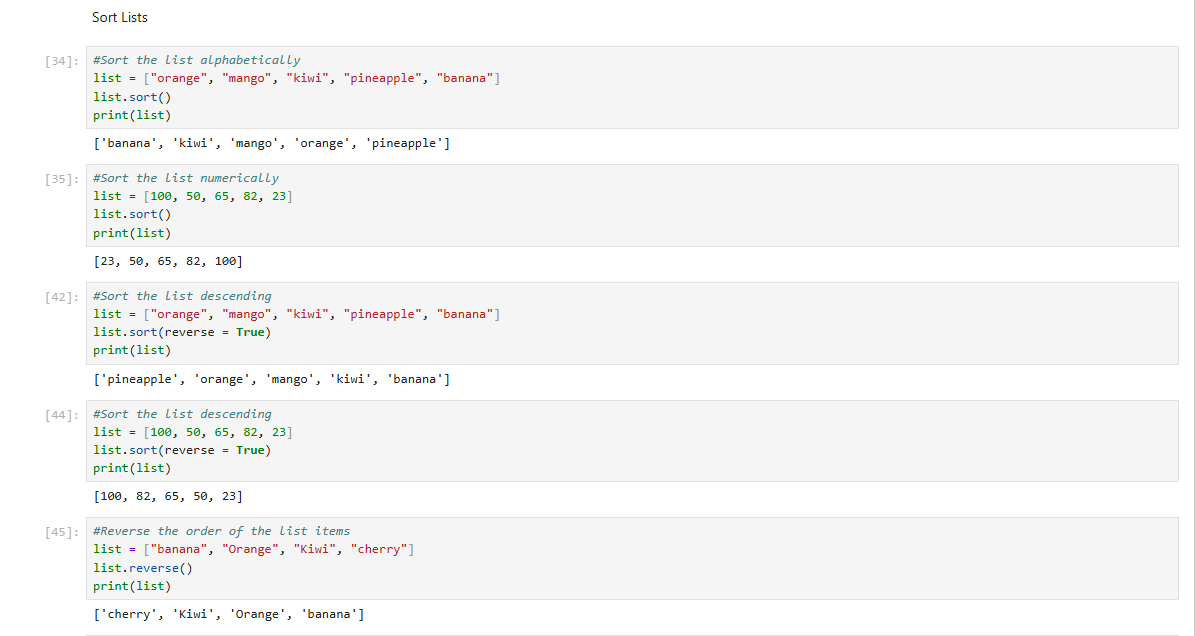 Sort Lists
[34]:
#Sort the list alphabetically
list = ["orange", "mango", "kiwi", "pineapple", "banana"]
list.sort()
print(list)
['banana', 'kiwi', 'mango', 'orange', 'pineapple']
[35]:
#Sort the list numerically
list = [100, 50, 65, 82, 23]
list.sort()
print(list)
[23, 50, 65, 82, 100]
[42]:
#Sort the list descending
list = ["orange", "mango", "kiwi", "pineapple", "banana"]
list.sort(reverse = True)
print(list)
['pineapple', 'orange', 'mango', 'kiwi', 'banana']
[44]:
#Sort the list descending
list = [100, 50, 65, 82, 23]
list.sort(reverse = True)
print(list)
[100, 82, 65, 50, 23]
[45]:
#Reverse the order of the list items
list = ["banana", "Orange", "Kiwi", "cherry"]
list.reverse()
print(list)
['cherry', 'Kiwi', 'Orange', 'banana']